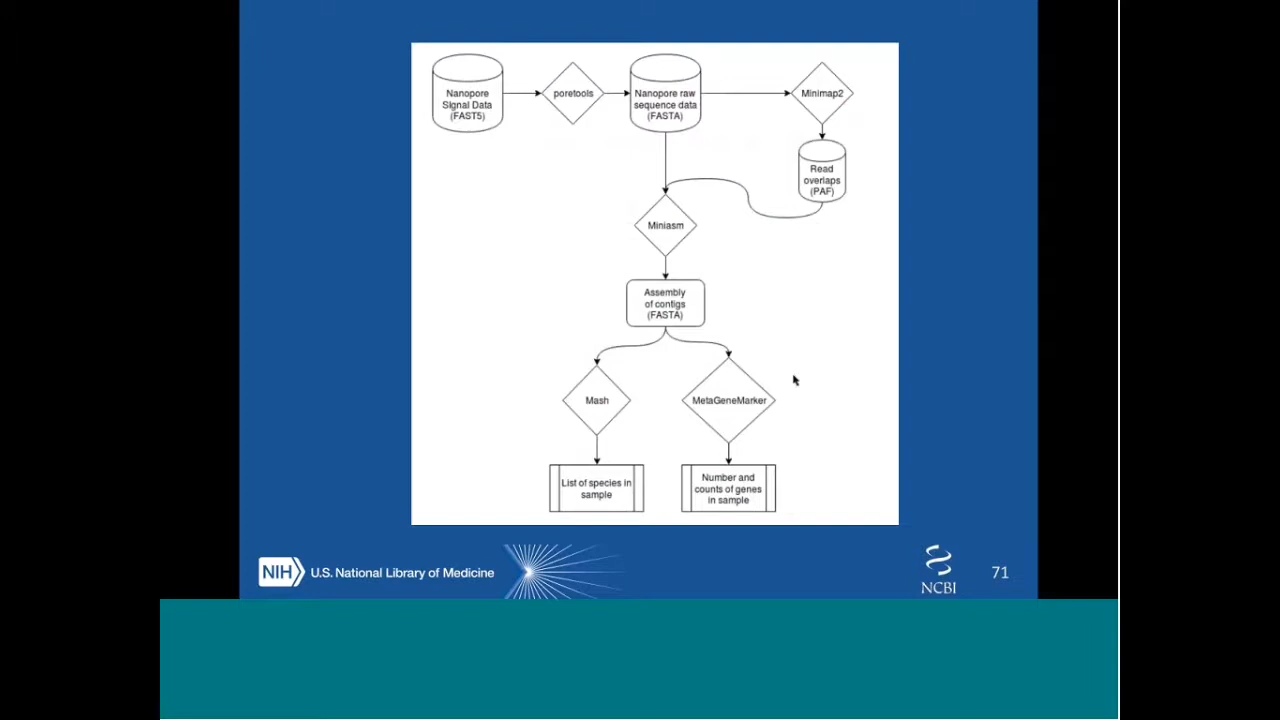 Nanopore
Signal Data
(FAST5)
poretools
Nanopore raw
sequence data
(FASTA)
Minimap2
Read
overlaps
(PAF)
Miniasm
Assembly
of contigs
(FASTA)
Mash
MetaGeneMarker
List of species in
sample
Number and
counts of genes
in sample
NIH U.S. National Library of Medicine
NCBI
71